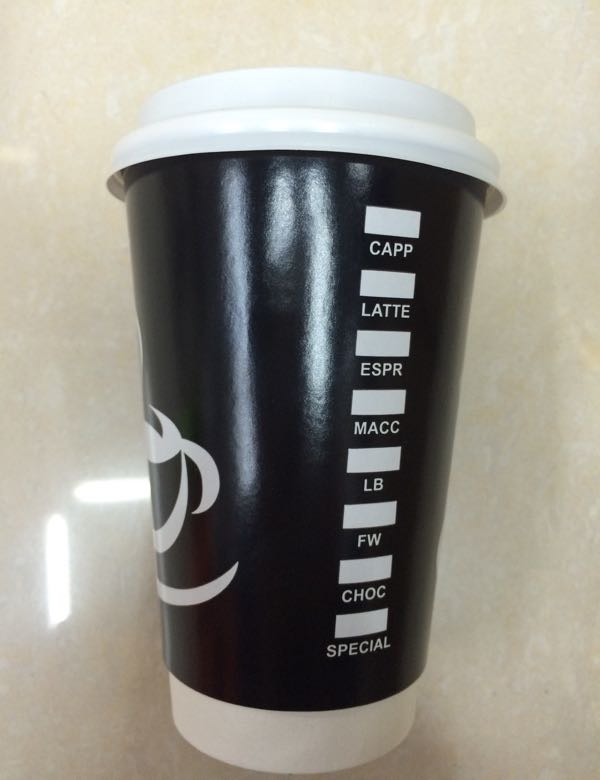 CAPP
LATTE
ESPR
MACC
LB
FW
CHOC
SPECIAL